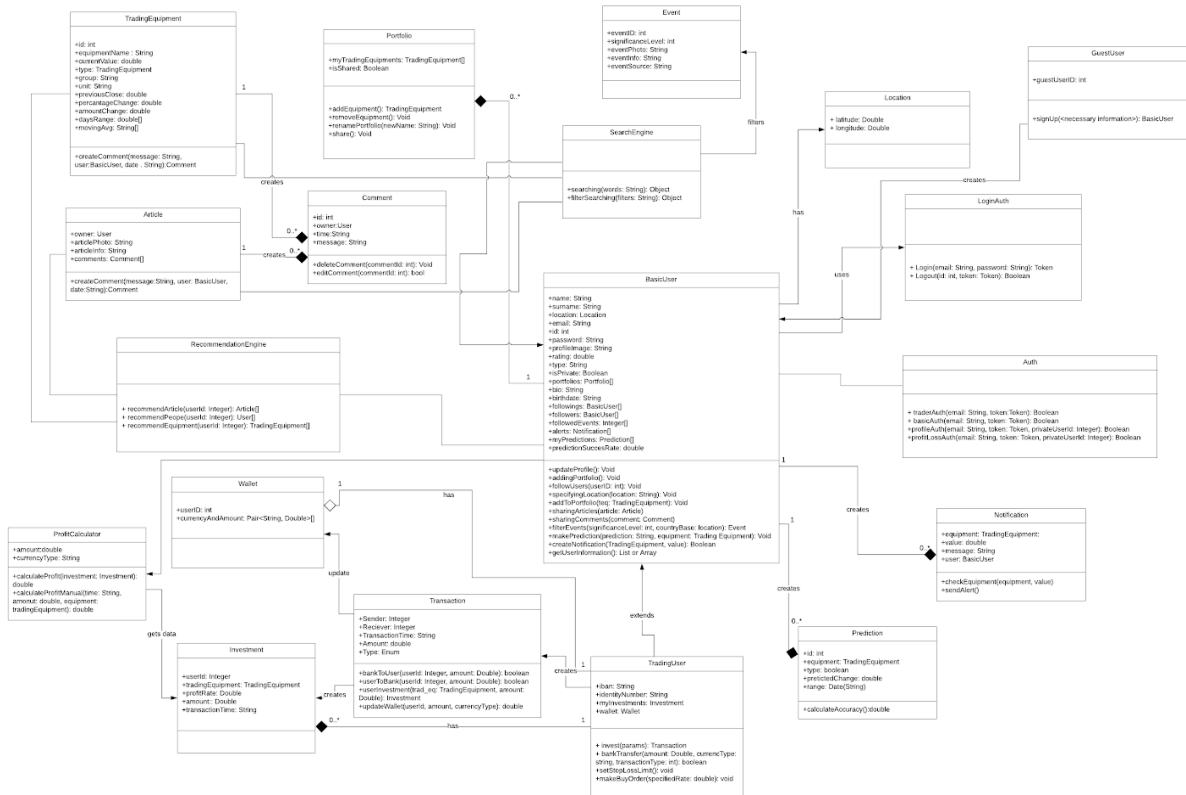 TradingEquipment
+id: int
+equipmentName : String
+currentValue: double
+type: TradingEquipment
+group: String
+unit: String
+previousClose: double
+percantageChange: double
+amountChange: double
+daysRange: double[]
+movingAvg: String[]
+createComment(message: String,
user:BasicUser, date . String):Comment
Portfolio
+myTradingEquipments: TradingEquipment[]
+isShared: Boolean
+addEquipment(): TradingEquipment
+removeEquipment(): Void
+renamePortfolio(newName: String): Void
+share(): Void
Event
+eventID: int
+significanceLevel: int
+eventPhoto: String
+eventInfo: String
+eventSource: String
GuestUser
+guestUserID: int
+signUp(<necessary information>): BasicUser
Location
+ latitude: Double
+ longitude: Double
SearchEngine
+searching(words: String): Object
+filterSearching(filters: String): Object
filters
1
0..*
creates
creates
Comment
+id: int
+owner:User
+time:String
+message: String
+deleteComment(commentId: int): Void
+editComment(commentId: int): bool
0..*
Article
+owner: User
+articlePhoto: String
+articleInfo: String
+comments: Comment[]
+createComment(message:String, user: BasicUser,
date:String):Comment
1
creates
0..*
LoginAuth
+ Login(email: String, password: String): Token
+ Logout(id: int, token: Token): Boolean
has
uses
BasicUser
+name: String
+surname: String
+location: Location
+email: String
+id: int
+password: String
+profileImage: String
+rating: double
+type: String
+isPrivate: Boolean
+portfolios: Portfolio[]
+bio: String
+birthdate: String
+followings: BasicUser[]
+followers: BasicUser[]
+followedEvents: Integer[]
+alerts: Notification[]
+myPredictions: Prediction[]
+predictionSuccesRate: double
+updateProfile(): Void
+addingPortfolio(): Void
+followUsers(userID: int): Void
+specifyingLocation(location: String): Void
+addToPortfolio(teq: TradingEquipment): Void
+sharingArticles(article: Article)
+sharingComments(comment: Comment)
+filterEvents(significanceLevel: int, countryBase: location): Event
+makePrediction(prediction: String, equipment: Trading Equipment): Void
+createNotification(TradingEquipment, value): Boolean
+getUserInformation(): List or Array
1
RecommendationEngine
+ recommendArticle(userId: Integer): Article[]
+ recommendPeope(userId: Integer): User[]
+ recommendEquipment(userId: Integer): TradingEquipment[]
Auth
+ traderAuth(email: String, token:Token): Boolean
+ basicAuth(email: String, token: Token): Boolean
+ profileAuth(email: String, token: Token, privateUserId: Integer): Boolean
+ profitLossAuth(email: String, token: Token, privateUserId: Integer): Boolean
1
creates
0..*
Notification
+equipment: TradingEquipment;
+value: double
+message: String
+user: BasicUser
+checkEquipment(equipment, value)
+sendAlert()
1
creates
0..*
Prediction
+id: int
+equipment: TradingEquipment
+type: boolean
+preticledChange: double
+range: Date(String)
+calculateAccuracy():double
Wallet
+userID: int
+currencyAndAmount: Pair<String, Double>[]
1
has
update
ProfitCalculator
+amount:double
+currencyType: String
+calculateProfit(Investment: Investment):
double
+calculateProfitManual(time: String,
amonut: double, equipment:
tradingEquipment): double
gets data
Transaction
+Sender: Integer
+Reciever: Integer
+TransactionTime: String
+Amount: double
+Type: Enum
+bankToUser(userId: Integer, amount: Double): boolean
+userToBank(userId: Integer, amount: Double): boolean
+userInvestment(trad_eq: TradingEquipment, amount:
Double): Investment
+updateWallet(userId, amount, currencyType): double
extends
creates
1
Investment
+userId: Integer
+tradingEquipment: TradingEquipment
+profitRate: Double
+amount: Double
+transactionTime: String
creates
0..*
has
1
TradingUser
+iban: String
+identityNumber: String
+myInvestments: Investment
+wallet: Wallet
+ invest(params): Transaction
+ bankTransfer(amount: Double, currencType:
string, transactionType: int): boolean
+setStopLossLimit(): void
+makeBuyOrder(specifiedRate: double): void